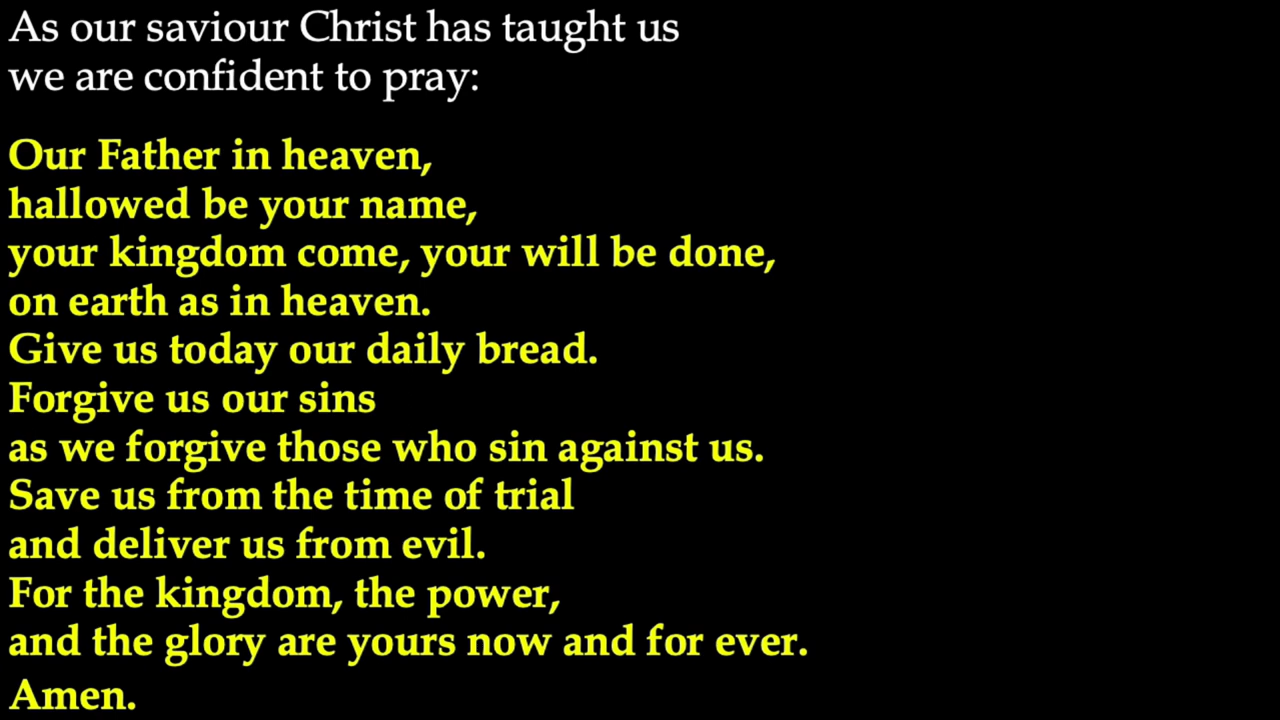 As our saviour Christ has taught us
we are confident to pray:
Our Father in heaven,
hallowed be your name,
your kingdom come, your will be done,
on earth as in heaven.
Give us today our daily bread.
Forgive us our sins
as we forgive those who sin against us.
Save us from the time of trial
and deliver us from evil.
For the kingdom, the power,
and the glory are yours now and for ever.
Amen.